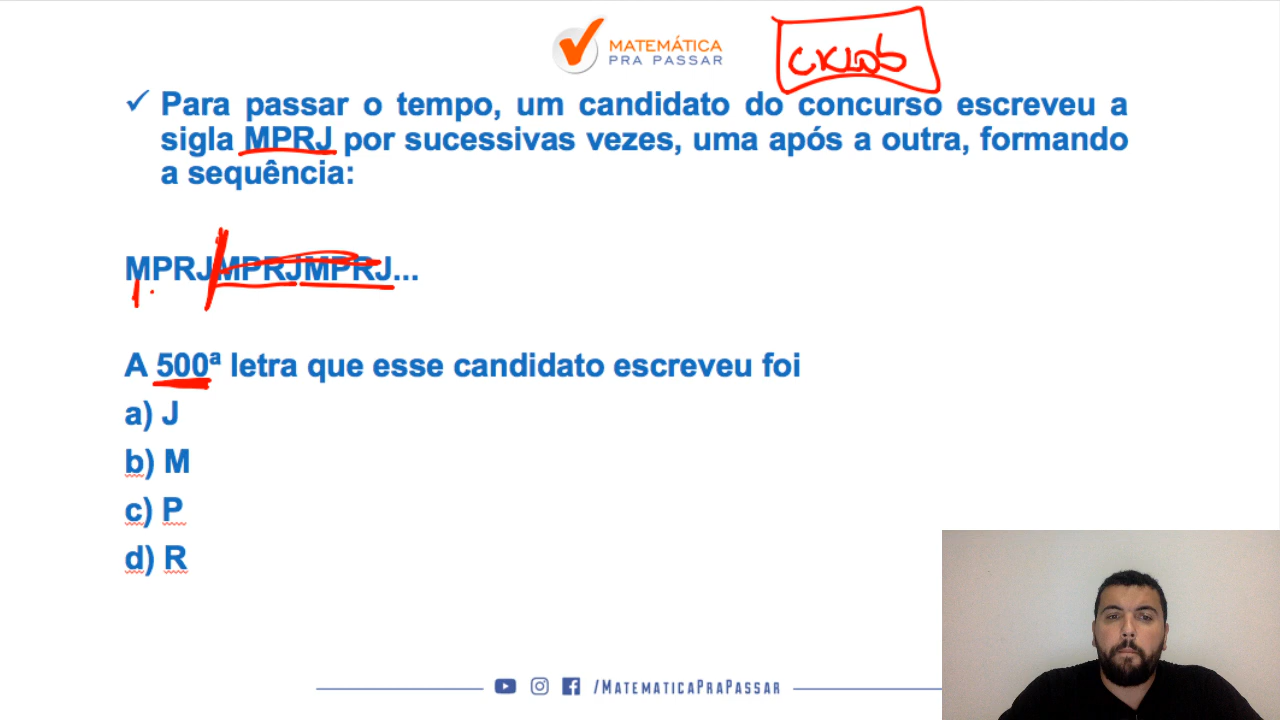 MATEMÁTICA
PRA PASSAR
CICLOS
✓ Para passar o tempo, um candidato do concurso escreveu a
sigla MPRJ por sucessivas vezes, uma após a outra, formando
a sequência:
MPRJMPRJMPRJ...
A 500ª letra que esse candidato escreveu foi
a) J
b) M
c) P
d) R
/MATEMATICAPRAPASSAR